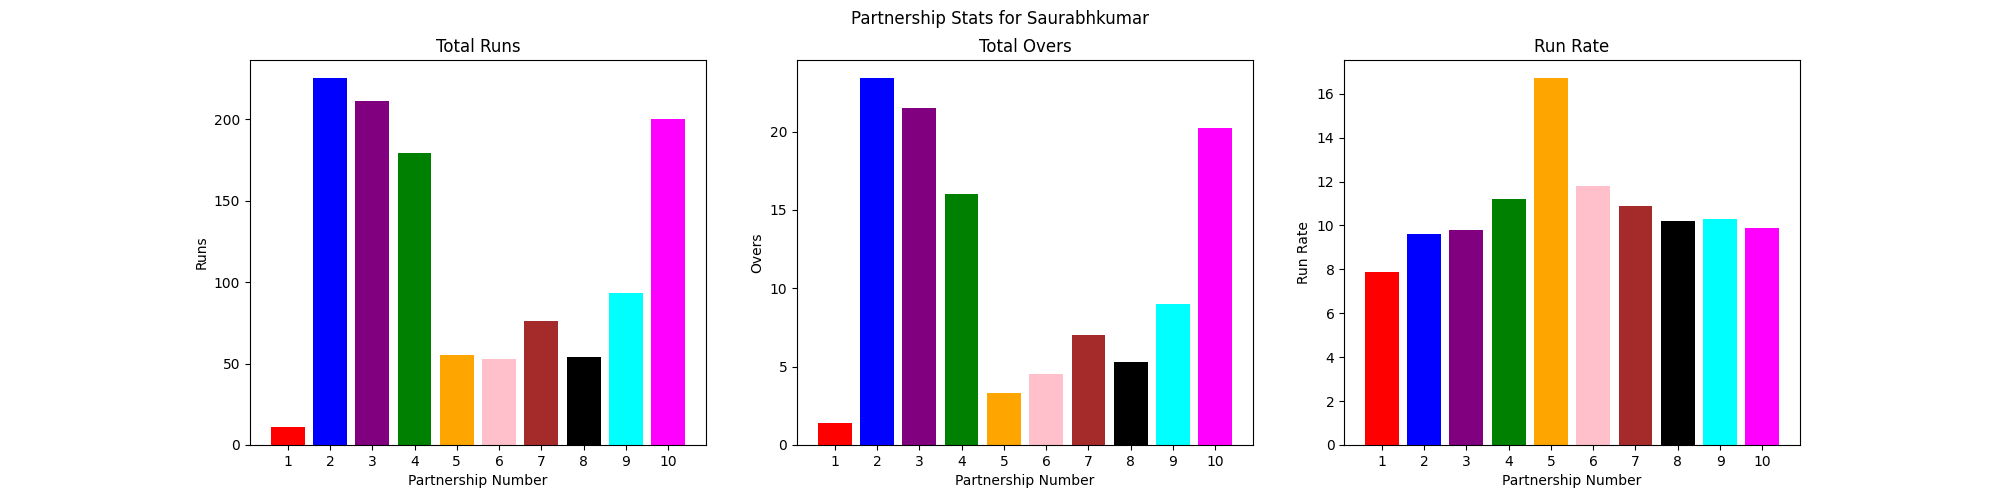 Partnership Stats for Saurabhkumar
Total Runs
Runs
200
150
100
50
0
1 2 3 4 5 6 7 8 9 10
Partnership Number
Total Overs
Overs
20
15
10
5
0
1 2 3 4 5 6 7 8 9 10
Partnership Number
Run Rate
Run Rate
16
14
12
10
8
6
4
2
0
1 2 3 4 5 6 7 8 9 10
Partnership Number